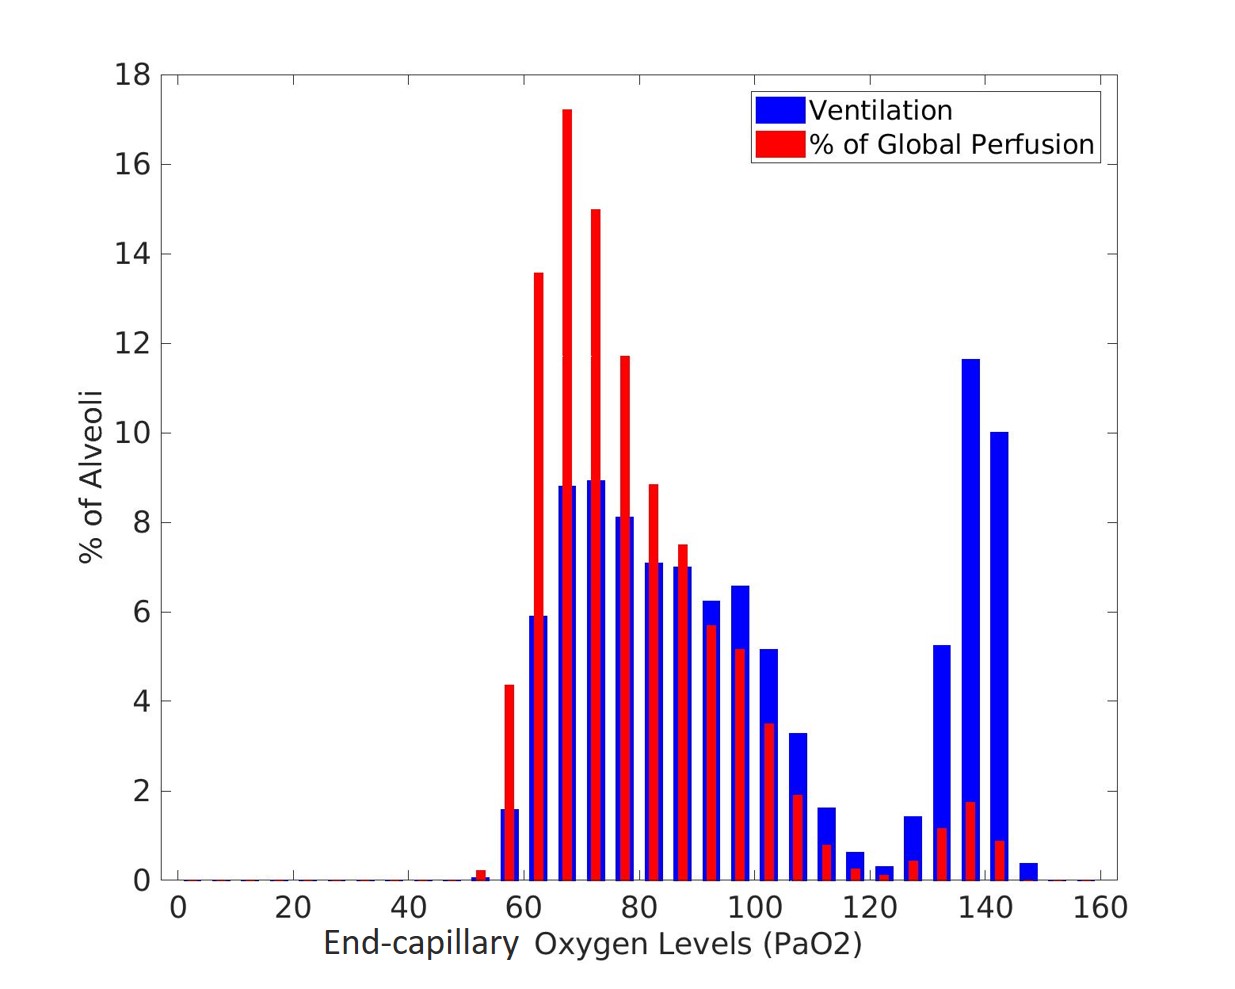 18
16
14
12
10
8
6
4
2
0
% of Alveoli
Ventilation
% of Global Perfusion
0 20 40 60 80 100 120 140 160
End-capillary Oxygen Levels (PaO2)